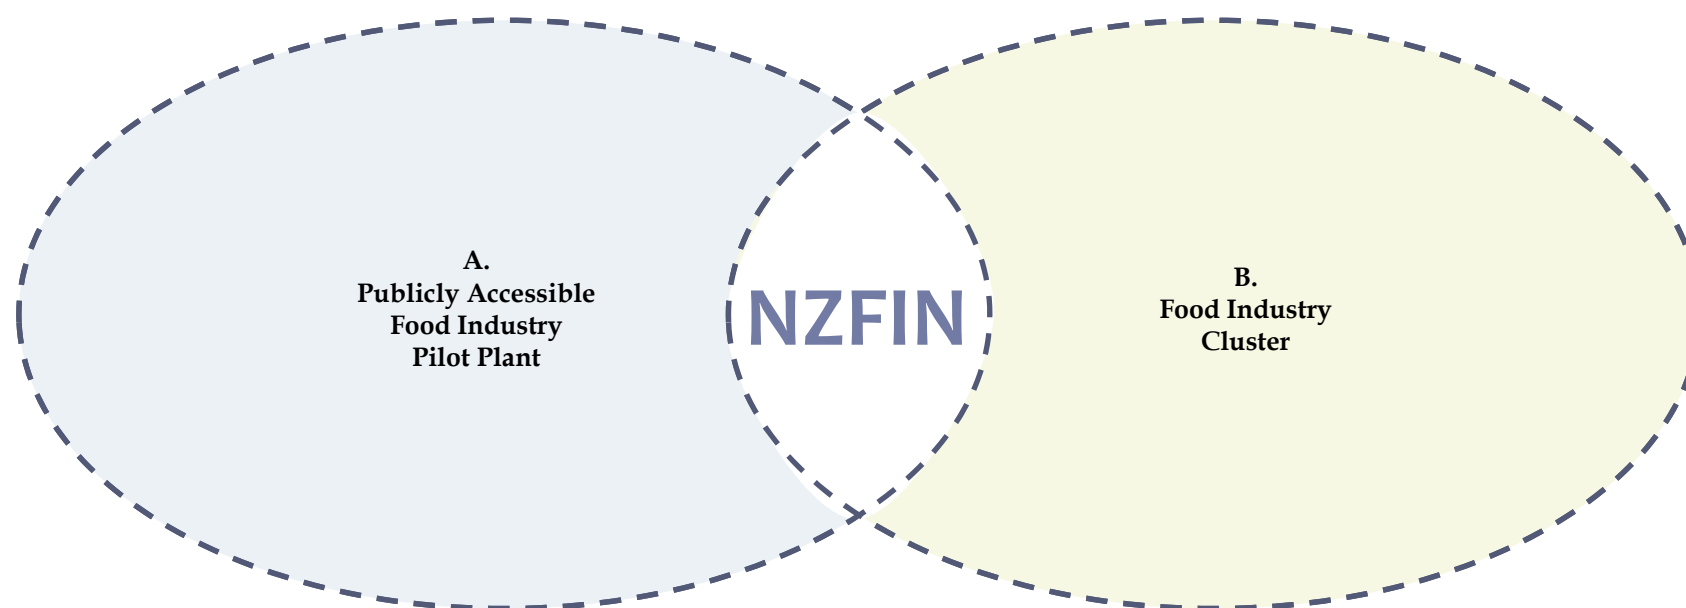 A.
Publicly Accessible
Food Industry
Pilot Plant
NZFIN
B.
Food Industry
Cluster